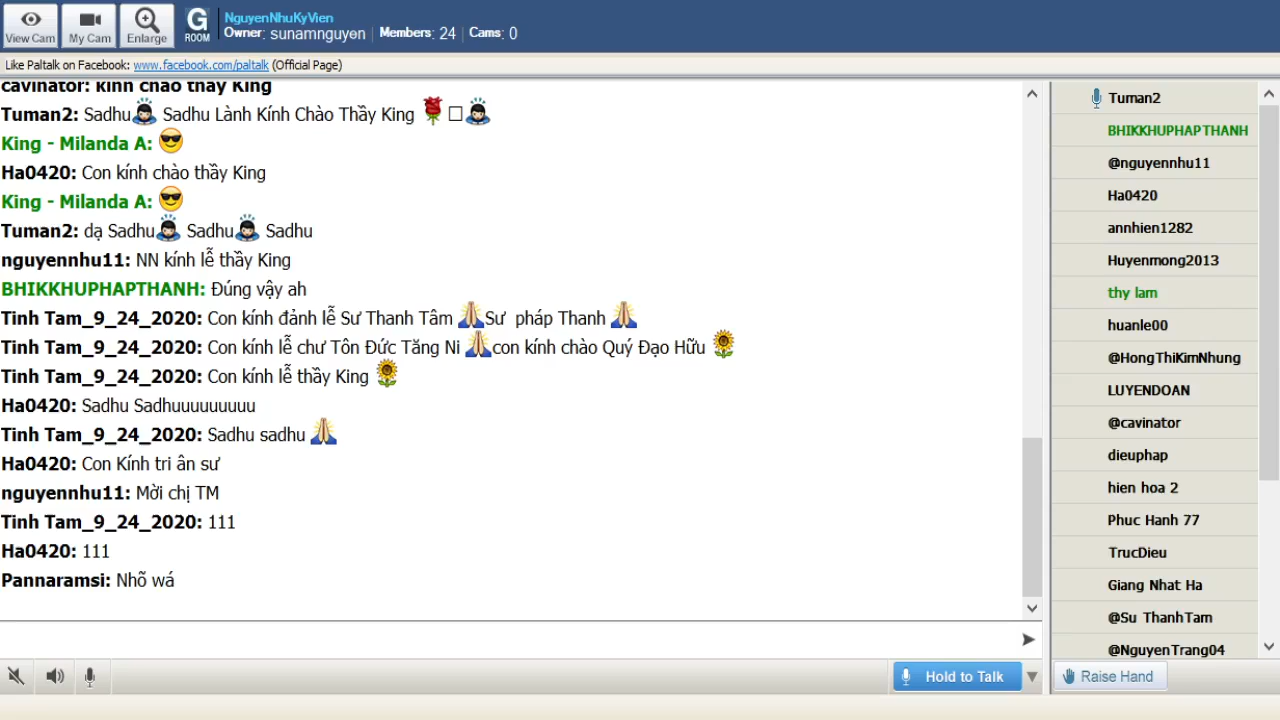 View Cam
My Cam
Enlarge
G
ROOM
NguyenNhuKyVien
Owner: sunamnguyen | Members: 24 | Cams: 0
Like Paltalk on Facebook: www.facebook.com/paltalk (Official Page)
cavinator: kính chào thầy King
Tuman2: Sadhu Sadhu Lành Kính Chào Thầy King
King - Milanda A:
Ha0420: Con kính chào thầy King
King - Milanda A:
Tuman2: dạ Sadhu Sadhu Sadhu
nguyennhu11: NN kính lễ thầy King
BHIKKHUPHAPTHANH: Đúng vậy ah
Tinh Tam_9_24_2020: Con kính đảnh lễ Sư Thanh Tâm Sư pháp Thanh
Tinh Tam_9_24_2020: Con kính lễ chư Tôn Đức Tăng Ni con kính chào Quý Đạo Hữu
Tinh Tam_9_24_2020: Con kính lễ thầy King
Ha0420: Sadhu Sadhuuuuuuuuu
Tinh Tam_9_24_2020: Sadhu sadhu
Ha0420: Con Kính tri ân sư
nguyennhu11: Mời chị TM
Tinh Tam_9_24_2020: 111
Ha0420: 111
Pannaramsi: Nhõ wá
Tuman2
BHIKKHUPHAPTHANH
@nguyennhu11
Ha0420
annhien1282
Huyenmong2013
thy lam
huanle00
@HongThiKimNhung
LUYENDOAN
@cavinator
dieuphap
hien hoa 2
Phuc Hanh 77
TrucDieu
Giang Nhat Ha
@Su ThanhTam
@NguyenTrang04
Hold to Talk
Raise Hand